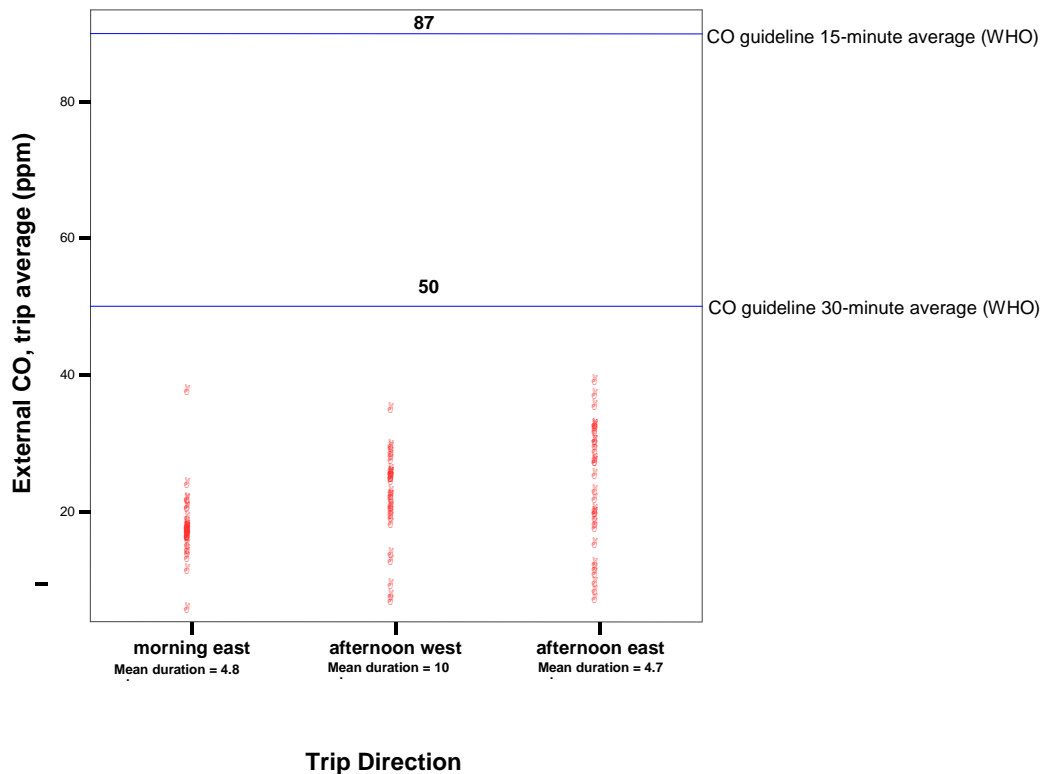 87
CO guideline 15-minute average (WHO)
80
60
External CO, trip average (ppm)
50
CO guideline 30-minute average (WHO)
40
20
morning east
afternoon west
afternoon east
Mean duration = 4.8
Mean duration = 10
Mean duration = 4.7
Trip Direction